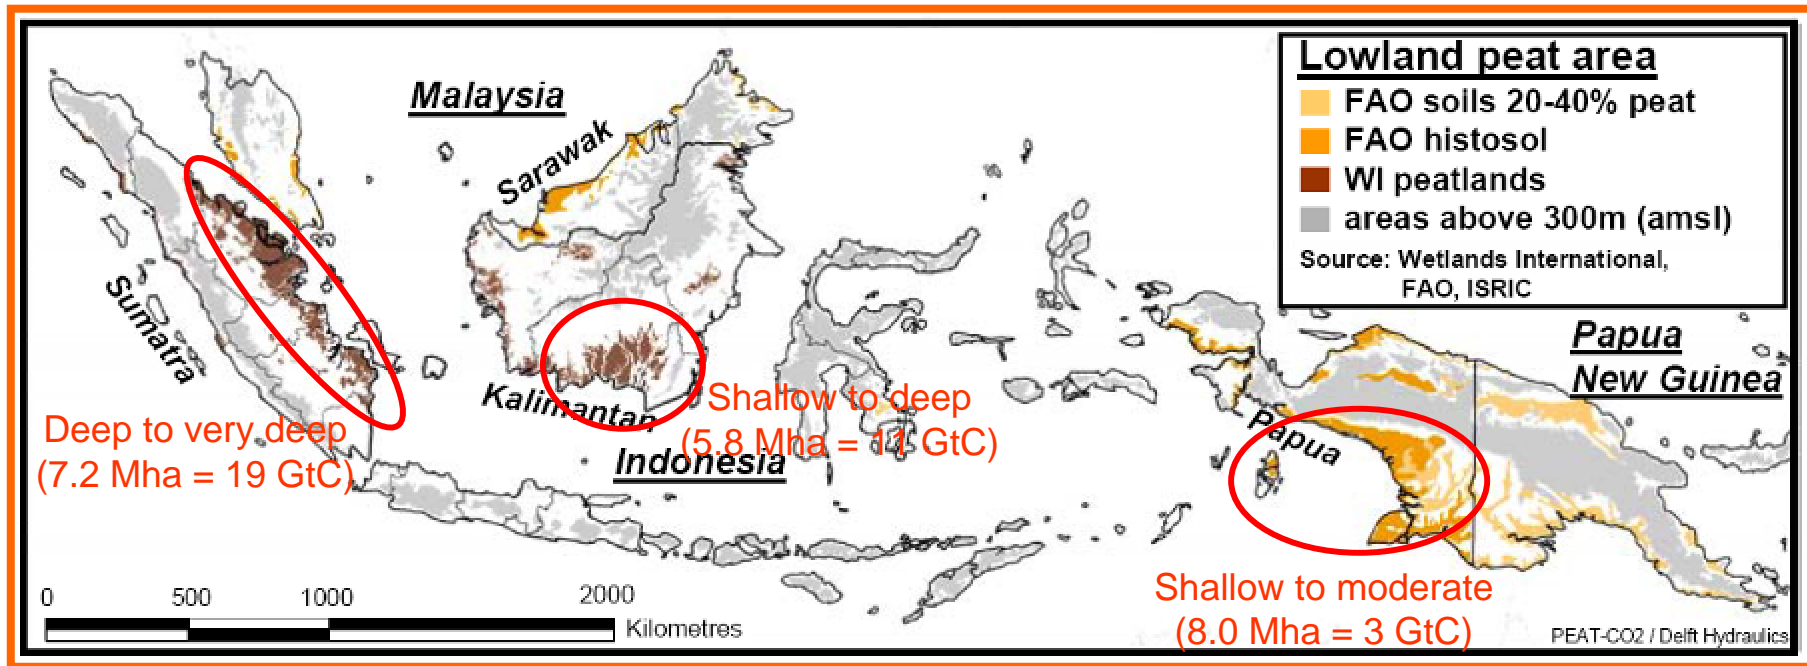 Lowland peat area
FAO soils 20-40% peat
FAO histosol
WI peatlands
areas above 300m (amsl)
Source: Wetlands International,
FAO, ISRIC
Malaysia
Sarawak
Sumatra
Kalimantan
Indonesia
Papua
Papua
New Guinea
Deep to very deep
(7.2 Mha = 19 GtC)
Shallow to deep
(5.8 Mha = 11 GtC)
Shallow to moderate
(8.0 Mha = 3 GtC)
0 500 1000 2000
Kilometres
PEAT-CO2 / Delft Hydraulics